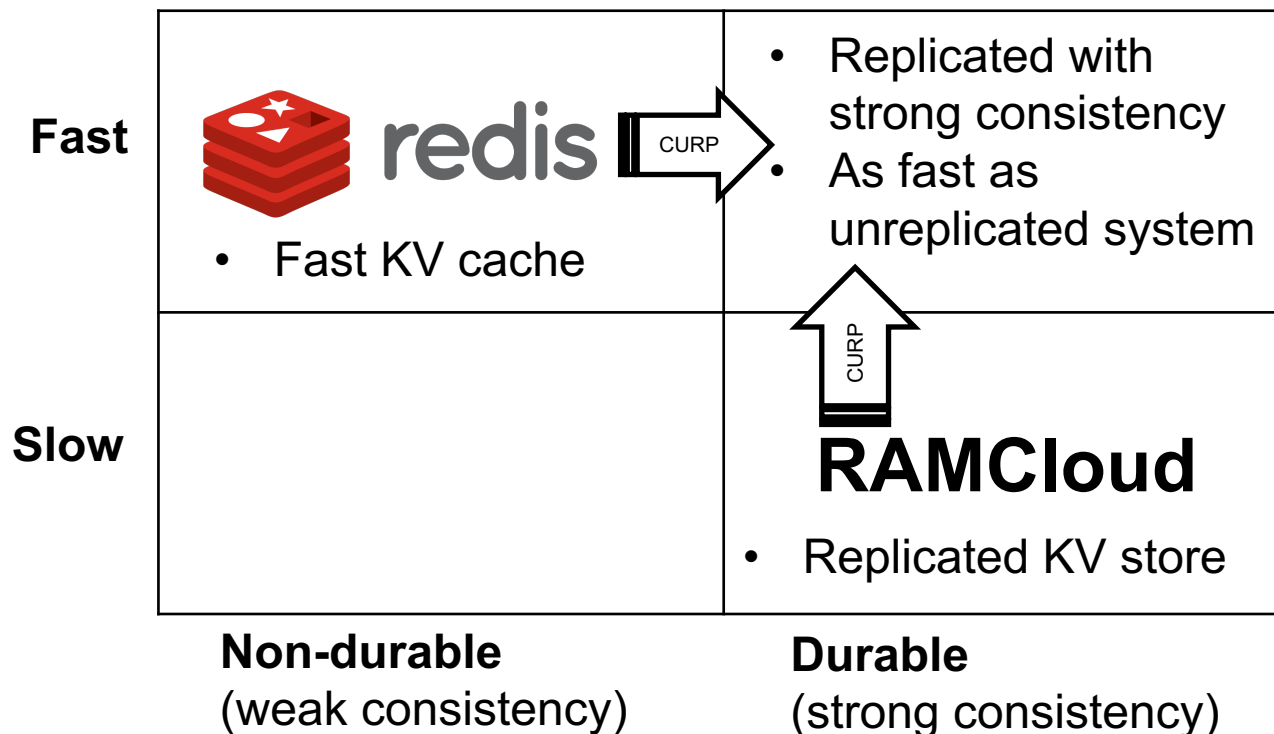 Fast
redis
• Fast KV cache
CURP
• Replicated with
strong consistency
• As fast as
unreplicated system
Slow
CURP
RAMCloud
• Replicated KV store
Non-durable
(weak consistency)
Durable
(strong consistency)